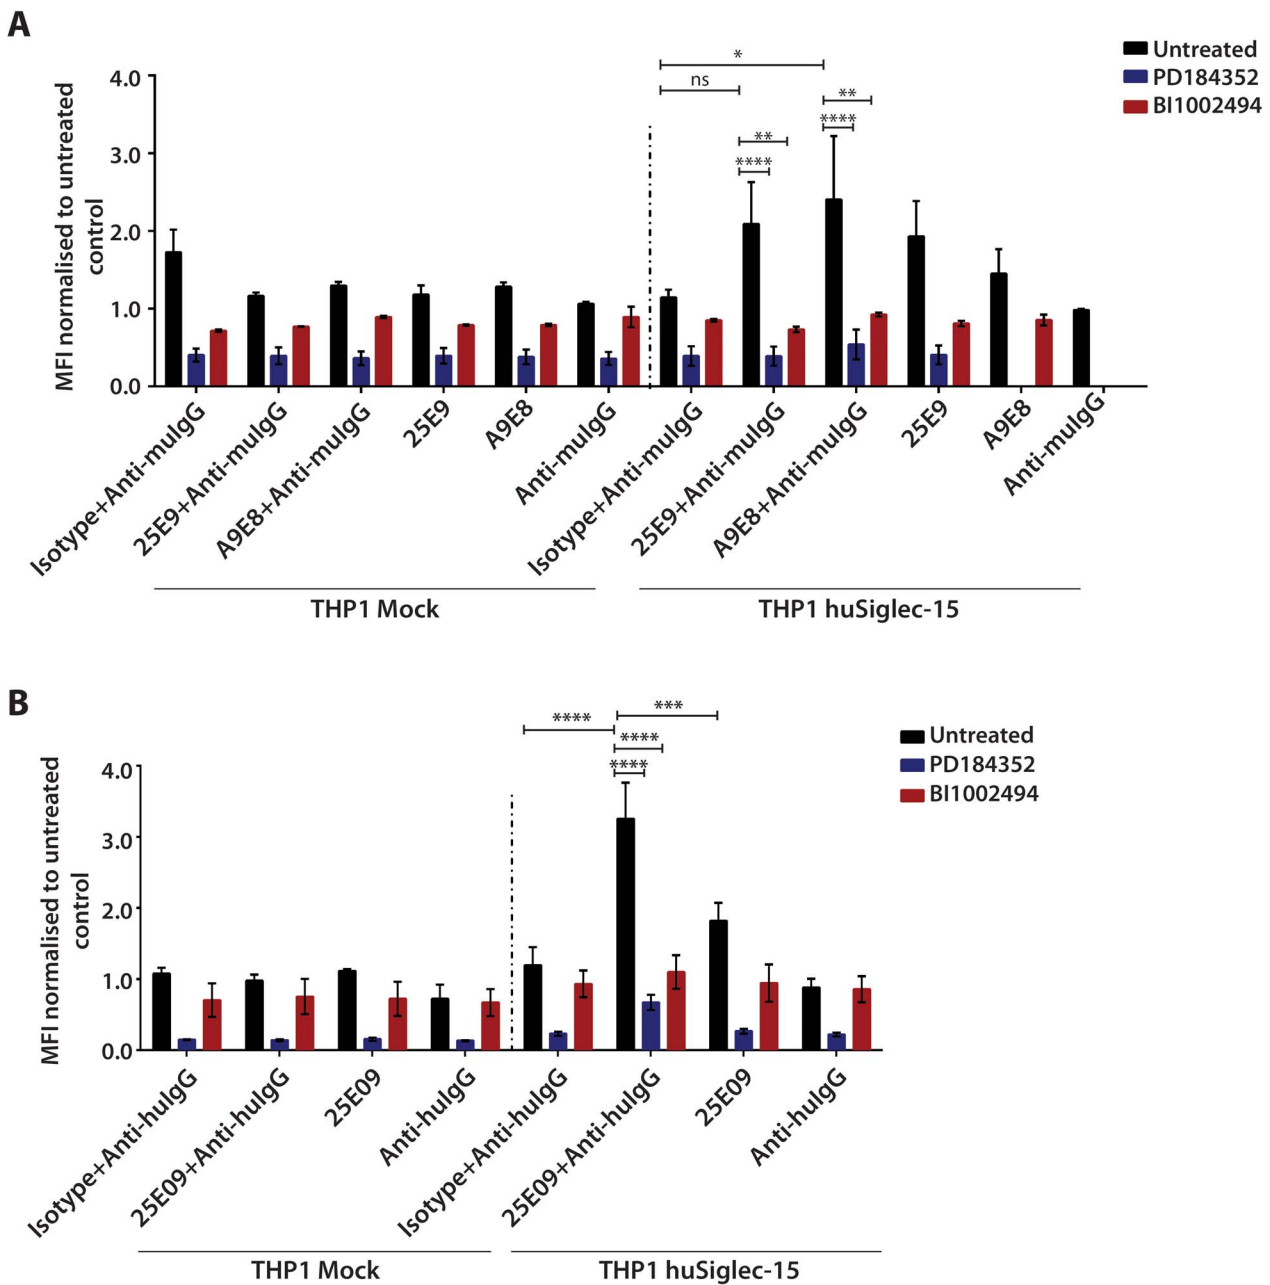 A
Untreated
PD184352
BI1002494
*
ns
**
****
**
****
MFI normalised to untreated
control
4.0
3.0
2.0
1.0
0.0
Isotype+Anti-muIgG
25E9+Anti-muIgG
A9E8+Anti-muIgG
25E9
A9E8
Anti-muIgG
Isotype+Anti-muIgG
25E9+Anti-muIgG
A9E8+Anti-muIgG
25E9
A9E8
Anti-muIgG
THP1 Mock
THP1 huSiglec-15
B
Untreated
PD184352
BI1002494
****
***
****
****
MFI normalised to untreated
control
4.0
3.0
2.0
1.0
0.0
Isotype+Anti-huIgG
25E09+Anti-huIgG
25E09
Anti-huIgG
Isotype+Anti-huIgG
25E09+Anti-huIgG
25E09
Anti-huIgG
THP1 Mock
THP1 huSiglec-15